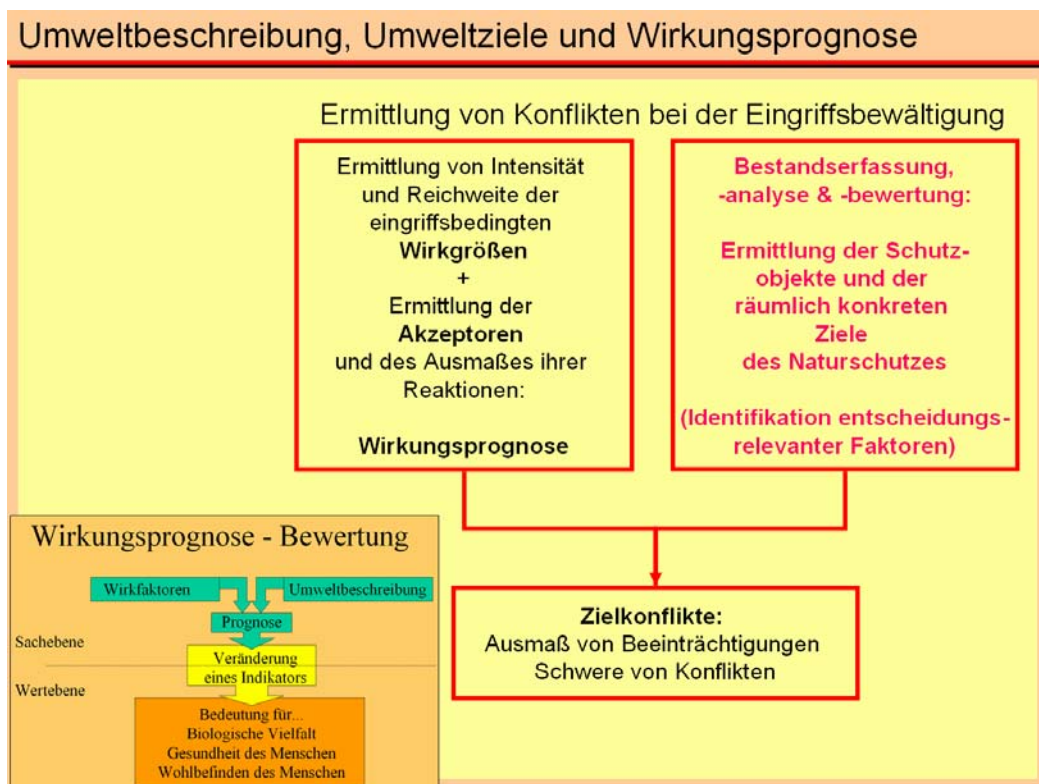 Umweltbeschreibung, Umweltziele und Wirkungsprognose
Ermittlung von Konflikten bei der Eingriffsbewältigung
Ermittlung von Intensität
und Reichweite der
eingriffsbedingten
Wirkgrößen
+
Ermittlung der
Akzeptoren
und des Ausmaßes ihrer
Reaktionen:
Wirkungsprognose
Bestandserfassung,
-analyse & -bewertung:
Ermittlung der Schutz-
objekte und der
räumlich konkreten
Ziele
des Naturschutzes
(Identifikation entscheidungs-
relevanter Faktoren)
Zielkonflikte:
Ausmaß von Beeinträchtigungen
Schwere von Konflikten
Wirkungsprognose - Bewertung
Wirkfaktoren
Umweltbeschreibung
Prognose
Sachebene
Veränderung
eines Indikators
Wertebene
Bedeutung für...
Biologische Vielfalt
Gesundheit des Menschen
Wohlbefinden des Menschen